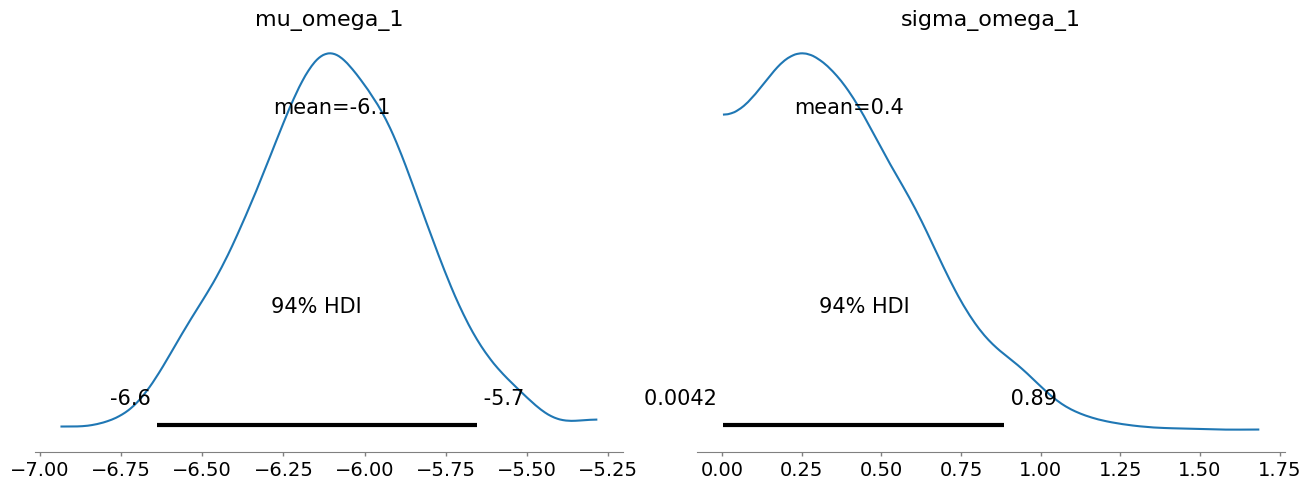 mu_omega_1
mean=-6.1
94% HDI
-6.6 -5.7
−7.00 −6.75 −6.50 −6.25 −6.00 −5.75 −5.50 −5.25
sigma_omega_1
mean=0.4
94% HDI
0.0042 0.89
0.00 0.25 0.50 0.75 1.00 1.25 1.50 1.75